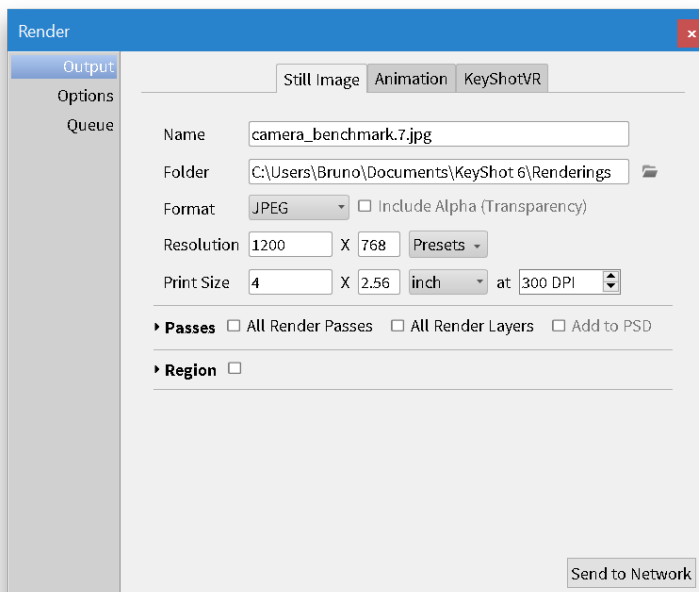 Render
Output
Options
Queue
Still Image Animation KeyShotVR
Name camera_benchmark.7.jpg
Folder C:\Users\Bruno\Documents\KeyShot 6\Renderings
Format JPEG Include Alpha (Transparency)
Resolution 1200 X 768 Presets
Print Size 4 X 2.56 inch at 300 DPI
Passes All Render Passes All Render Layers Add to PSD
Region
Send to Network